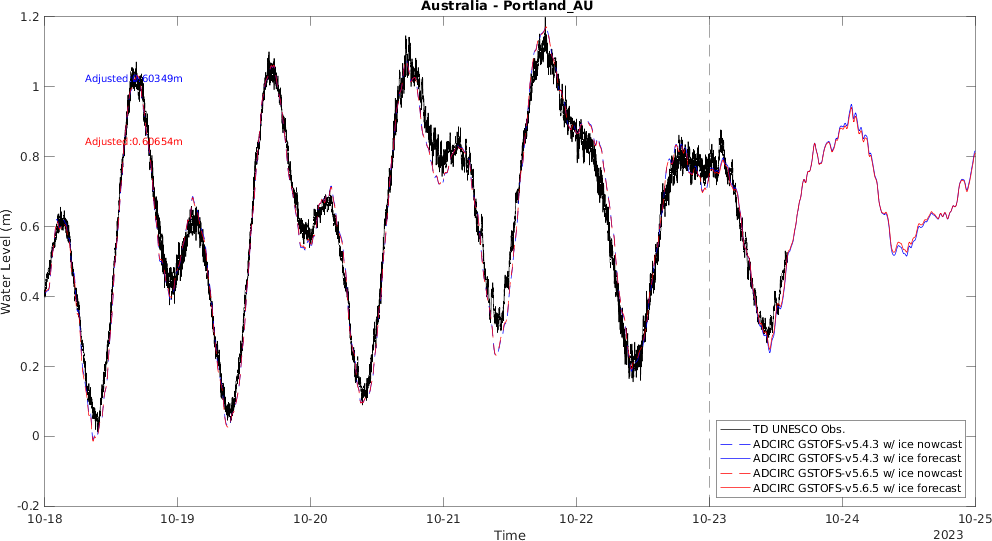 Australia - Portland_AU
1.2
1
0.8
0.6
0.4
0.2
0
-0.2
Water Level (m)
Adjusted:0.60349m
Adjusted:0.60654m
TD UNESCO Obs.
ADCIRC GSTOFS-v5.4.3 w/ ice nowcast
ADCIRC GSTOFS-v5.4.3 w/ ice forecast
ADCIRC GSTOFS-v5.6.5 w/ ice nowcast
ADCIRC GSTOFS-v5.6.5 w/ ice forecast
10-18 10-19 10-20 10-21 10-22 10-23 10-24 10-25
Time
2023